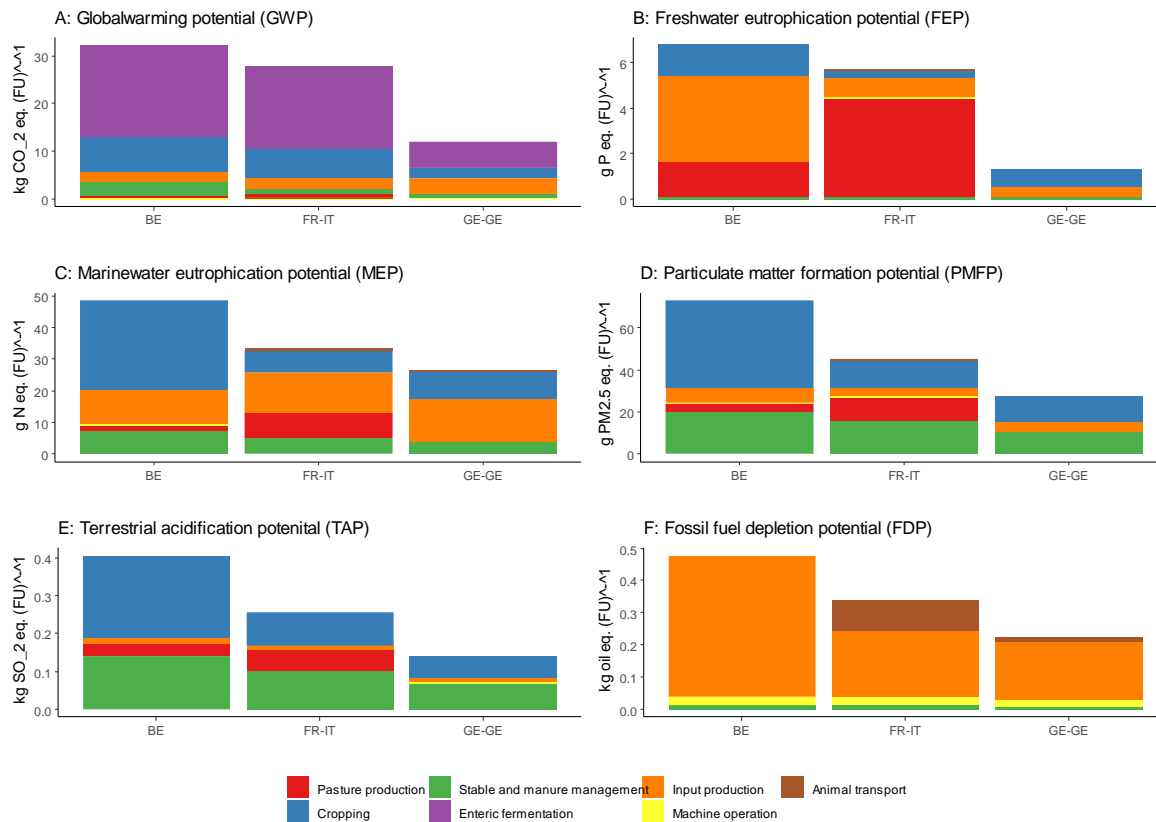 A: Globalwarming potential (GWP)
kg CO_2 eq. (FU)^-^1
30
20
10
0
BE FR-IT GE-GE
B: Freshwater eutrophication potential (FEP)
g P eq. (FU)^-^1
6
4
2
0
BE FR-IT GE-GE
C: Marinewater eutrophication potential (MEP)
g N eq. (FU)^-^1
50
40
30
20
10
0
BE FR-IT GE-GE
D: Particulate matter formation potential (PMFP)
g PM2.5 eq. (FU)^-^1
60
40
20
0
BE FR-IT GE-GE
E: Terrestrial acidification potenital (TAP)
kg SO_2 eq. (FU)^-^1
0.4
0.3
0.2
0.1
0.0
BE FR-IT GE-GE
F: Fossil fuel depletion potential (FDP)
kg oil eq. (FU)^-^1
0.5
0.4
0.3
0.2
0.1
0.0
BE FR-IT GE-GE
Pasture production Stable and manure management Input production Animal transport
Cropping Enteric fermentation Machine operation